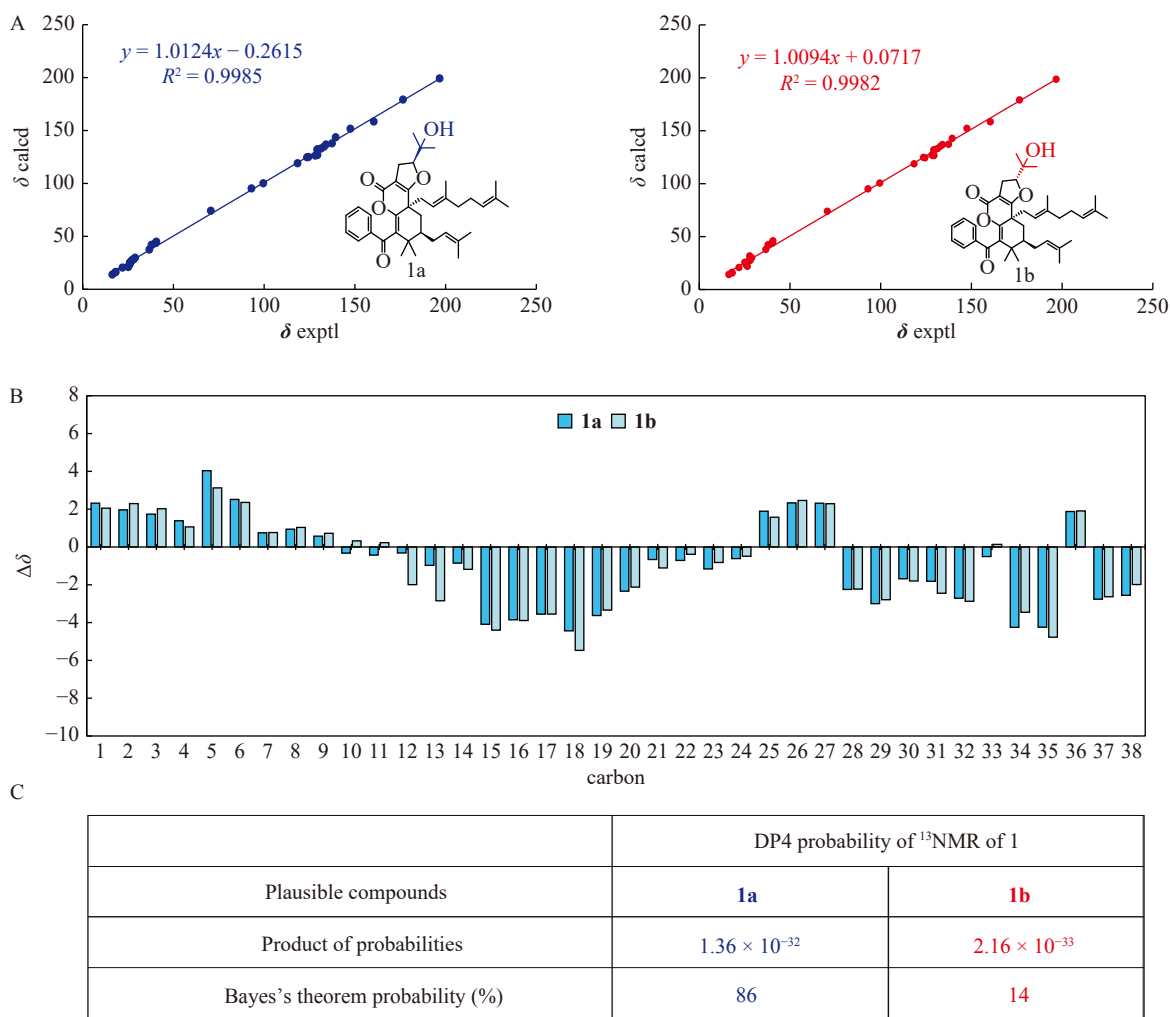 A
250
200
150
100
50
0
δ calcd
y = 1.0124x − 0.2615
R² = 0.9985
OH
O
O
O
O
1a
0 50 100 150 200 250
δ exptl
250
200
150
100
50
0
δ calcd
y = 1.0094x + 0.0717
R² = 0.9982
OH
O
O
O
O
1b
0 50 100 150 200 250
δ exptl
B
8
6
4
2
0
−2
−4
−6
−8
−10
Δδ
1a 1b
1 2 3 4 5 6 7 8 9 10 11 12 13 14 15 16 17 18 19 20 21 22 23 24 25 26 27 28 29 30 31 32 33 34 35 36 37 38
carbon
C
DP4 probability of ¹³NMR of 1
Plausible compounds 1a 1b
Product of probabilities 1.36 × 10⁻³² 2.16 × 10⁻³³
Bayes's theorem probability (%) 86 14